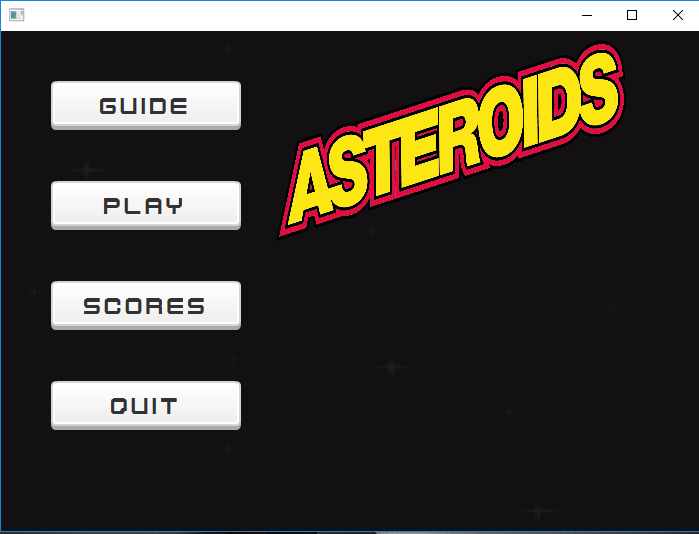 GUIDE
ASTEROIDS
PLAY
SCORES
QUIT